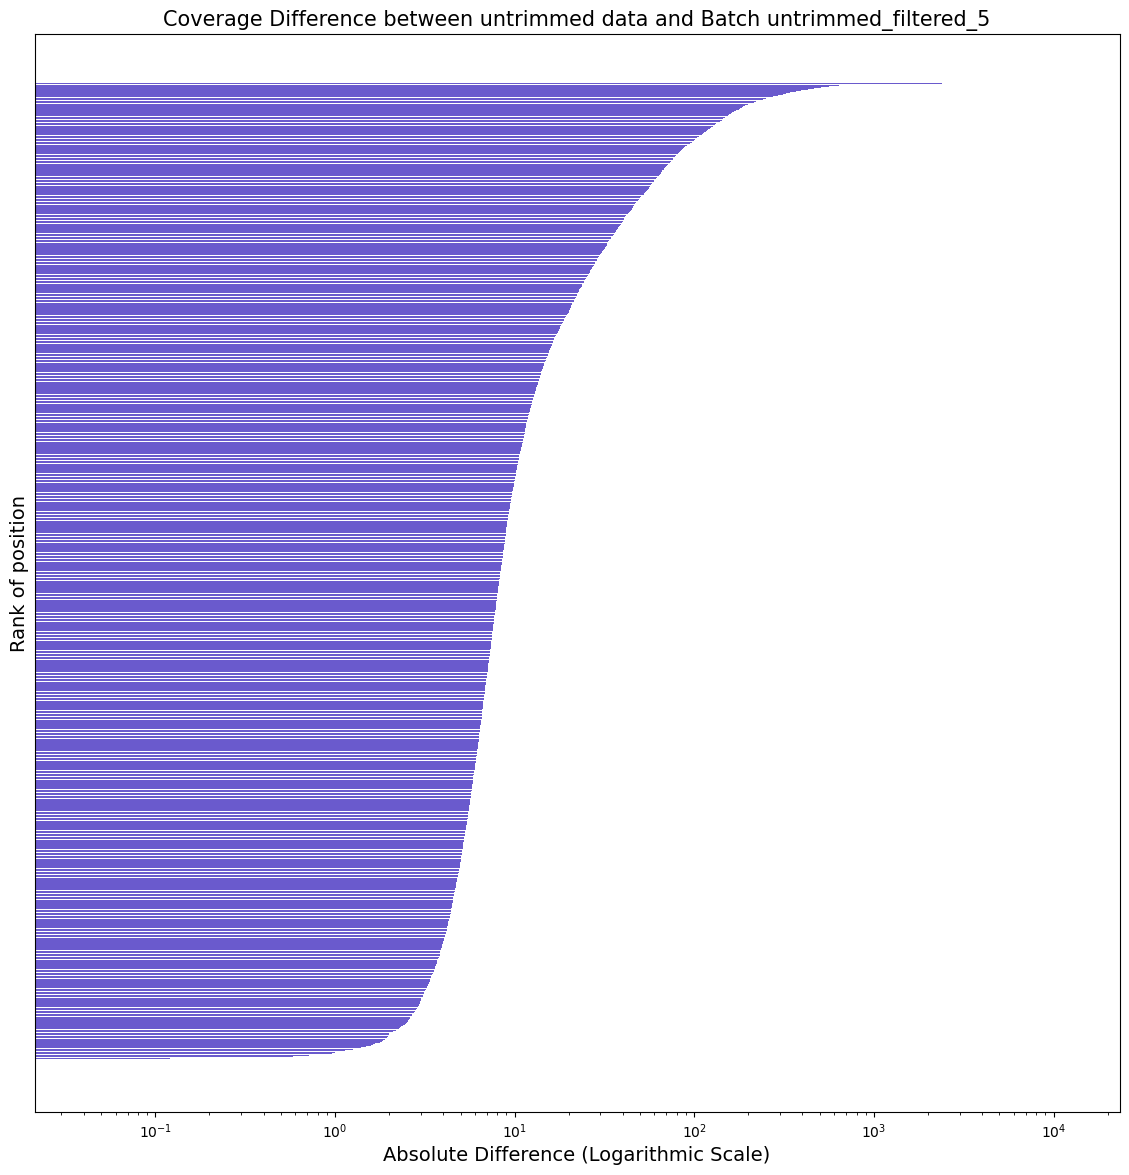 Coverage Difference between untrimmed data and Batch untrimmed_filtered_5
Rank of position
10⁻¹ 10⁰ 10¹ 10² 10³ 10⁴
Absolute Difference (Logarithmic Scale)